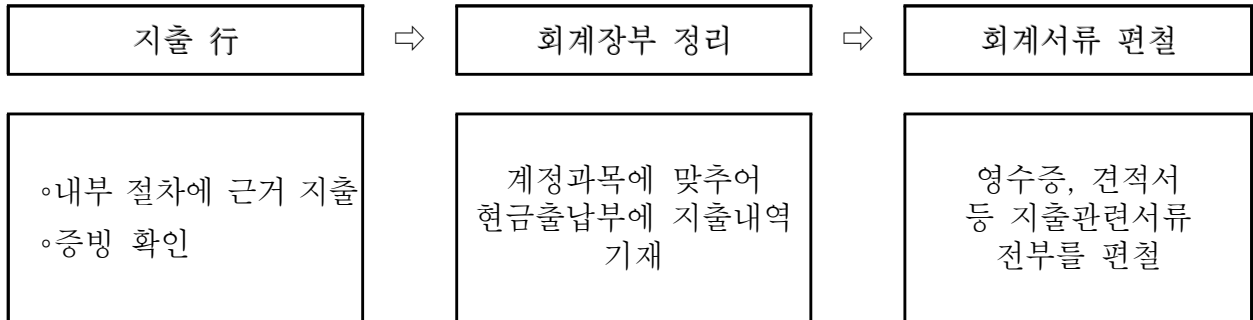 지출 行 ⇨ 회계장부 정리 ⇨ 회계서류 편철
◦내부 절차에 근거 지출
◦증빙 확인
계정과목에 맞추어
현금출납부에 지출내역
기재
영수증, 견적서
등 지출관련서류
전부를 편철